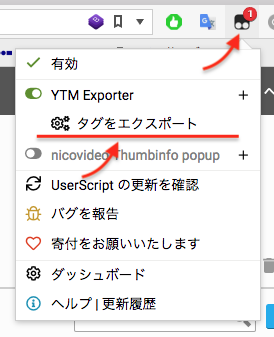 1
有効
YTM Exporter
タグをエクスポート
nicovideo Thumbinfo popup
UserScript の更新を確認
バグを報告
寄付をお願いいたします
ダッシュボード
ヘルプ | 更新履歴